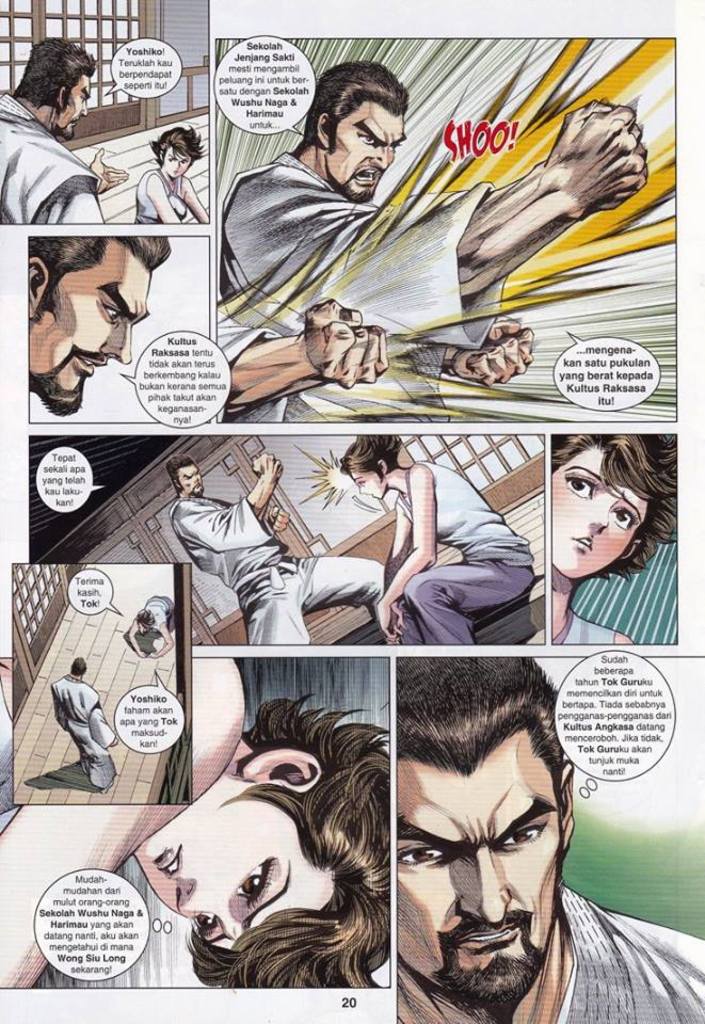 Yoshiko!
Teruklah kau
berpendapat
seperti itu!
Sekolah
Jenjang Sakti
mesti mengambil
peluang ini untuk ber-
satu dengan Sekolah
Wushu Naga &
Harimau
untuk...
SHOO!
...mengena-
kan satu pukulan
yang berat kepada
Kultus Raksasa
itu!
Kultus
Raksasa tentu
tidak akan terus
berkembang kalau
bukan kerana semua
pihak takut akan
keganasan-
nya!
Tepat
sekali apa
yang telah
kau laku-
kan!
Terima
kasih,
Tok!
Yoshiko
faham akan
apa yang Tok
maksud-
kan!
Sudah
beberapa
tahun Tok Guruku
memencilkan diri untuk
bertapa. Tiada sebabnya
pengganas-pengganas dari
Kultus Angkasa datang
menceroboh. Jika tidak,
Tok Guruku akan
tunjuk muka
nanti!
Mudah-
mudahan dari
mulut orang-orang
Sekolah Wushu Naga &
Harimau yang akan
datang nanti, aku akan
mengetahui di mana
Wong Siu Long
sekarang!
20